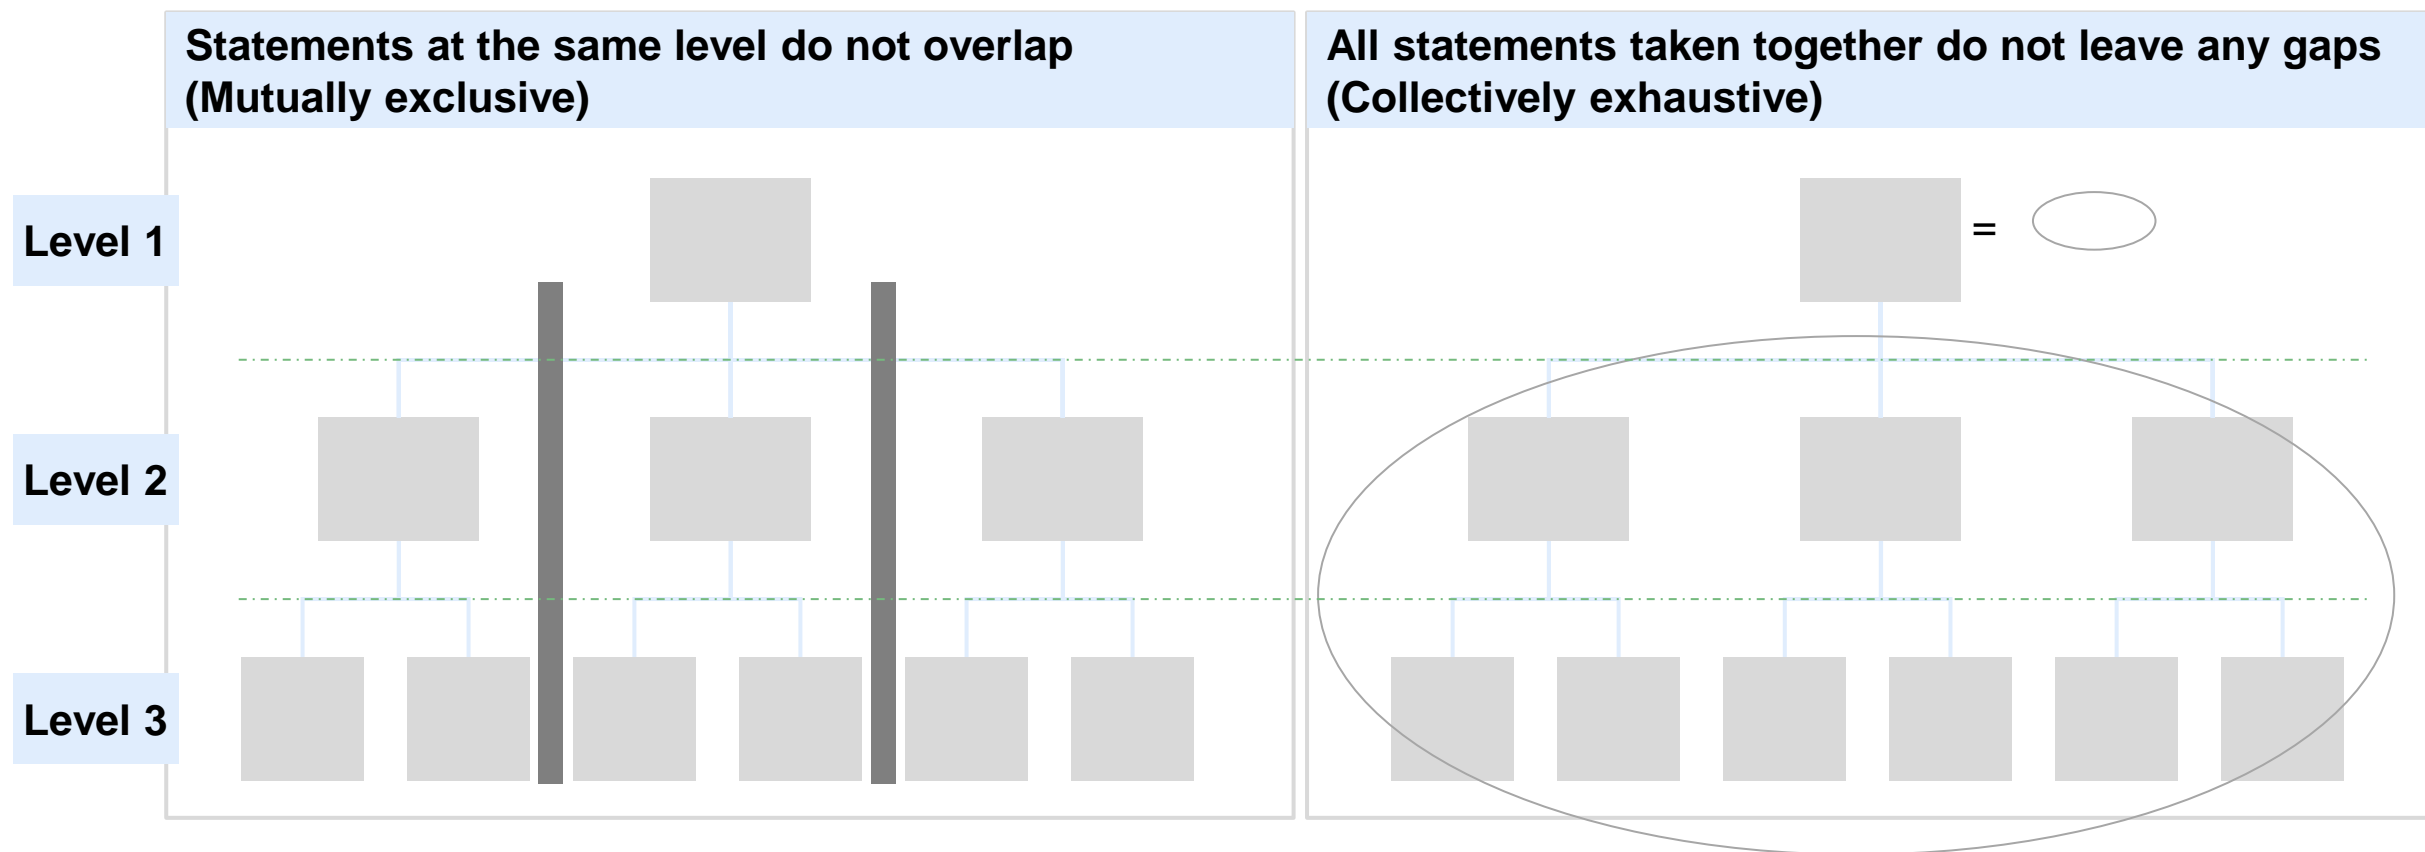 Statements at the same level do not overlap
(Mutually exclusive)
All statements taken together do not leave any gaps
(Collectively exhaustive)
Level 1
=
Level 2
Level 3